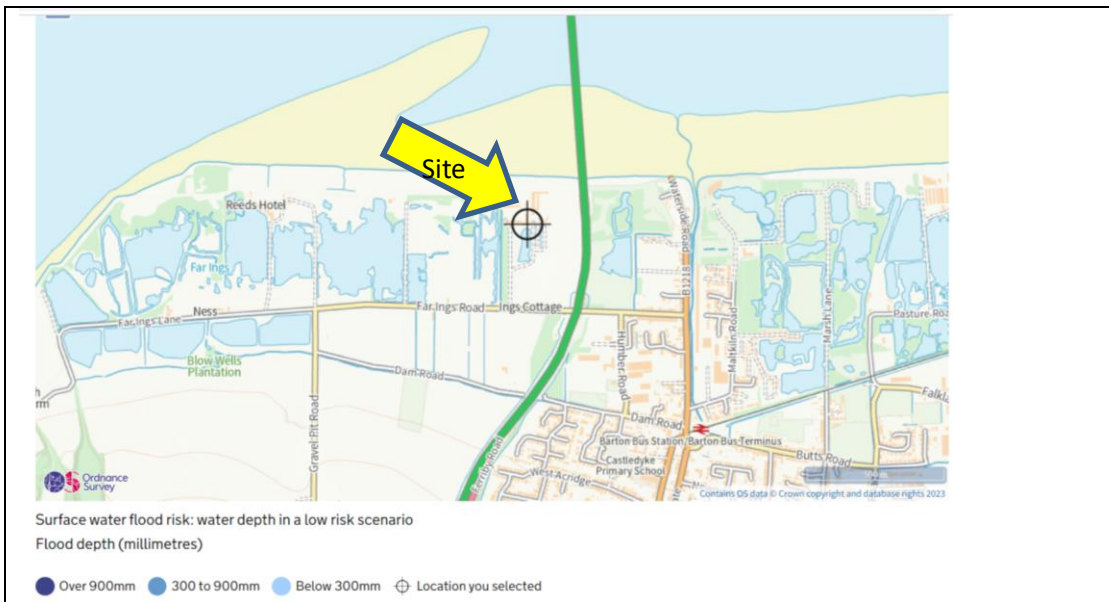 Site
Reeds Hotel
Far Ings
Waterside Road
B1218
Ness
Far Ings Road
Ings Cottage
Far Ings Lane
Pasture Roa
Marsh Lane
Maltkiln Road
Humber Road
Blow Wells
Plantation
Dam Road
h
rm
Gravel Pit Road
Falkla
Dam Road
Barton Bus Station/Barton Bus Terminus
Butts Road
Castledyke
Primary School
Ferriby Road
West Acridge
Ordnance
Survey
Contains OS data © Crown copyright and database rights 2023
Surface water flood risk: water depth in a low risk scenario
Flood depth (millimetres)
Over 900mm 300 to 900mm Below 300mm Location you selected